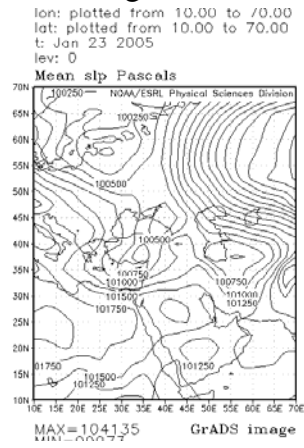 lon: plotted from 10.00 to 70.00
lat: plotted from 10.00 to 70.00
t: Jan 23 2005
lev: 0
Mean slp Pascals
NOAA/ESRL Physical Sciences Division
70N
65N
60N
55N
50N
45N
40N
35N
30N
25N
20N
15N
10N
100250
100250
100500
100500
100750
101000
101500
101750
100750
101000
101250
101750
101500
101250
101250
10E 15E 20E 25E 30E 35E 40E 45E 50E 55E 60E 65E 70E
MAX=104135
GrADS image